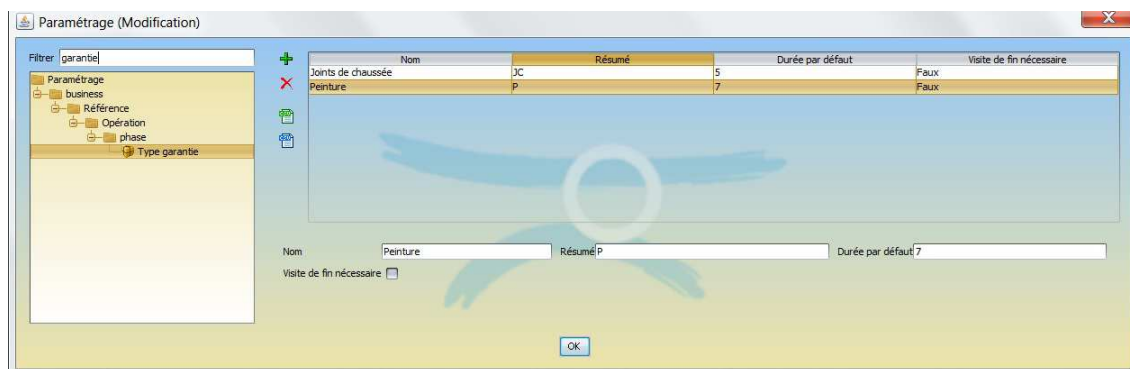 Paramétrage (Modification)
Filtrer garantie
Paramétrage
business
Référence
Opération
phase
Type garantie
Nom Résumé Durée par défaut Visite de fin nécessaire
Joints de chaussée JC 5 Faux
Peinture P 7 Faux
Nom Peinture Résumé P Durée par défaut 7
Visite de fin nécessaire
OK